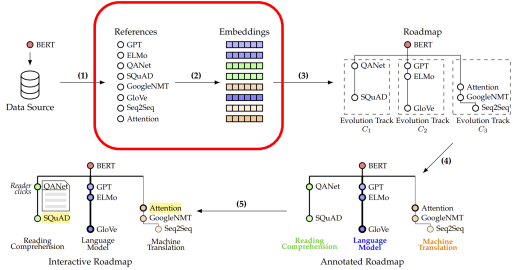 BERT
Data Source
(1)
References
GPT
ELMo
QANet
SQuAD
GoogleNMT
GloVe
Seq2Seq
Attention
(2)
Embeddings
(3)
Roadmap
BERT
QANet
SQuAD
Evolution Track
C1
GPT
ELMo
GloVe
Evolution Track
C2
Attention
GoogleNMT
Seq2Seq
Evolution Track
C3
(4)
BERT
QANet
SQuAD
Reading
Comprehension
GPT
ELMo
GloVe
Language
Model
Attention
GoogleNMT
Seq2Seq
Machine
Translation
Annotated Roadmap
(5)
BERT
Reader
clicks
QANet
SQuAD
Reading
Comprehension
GPT
ELMo
GloVe
Language
Model
Attention
GoogleNMT
Seq2Seq
Machine
Translation
Interactive Roadmap